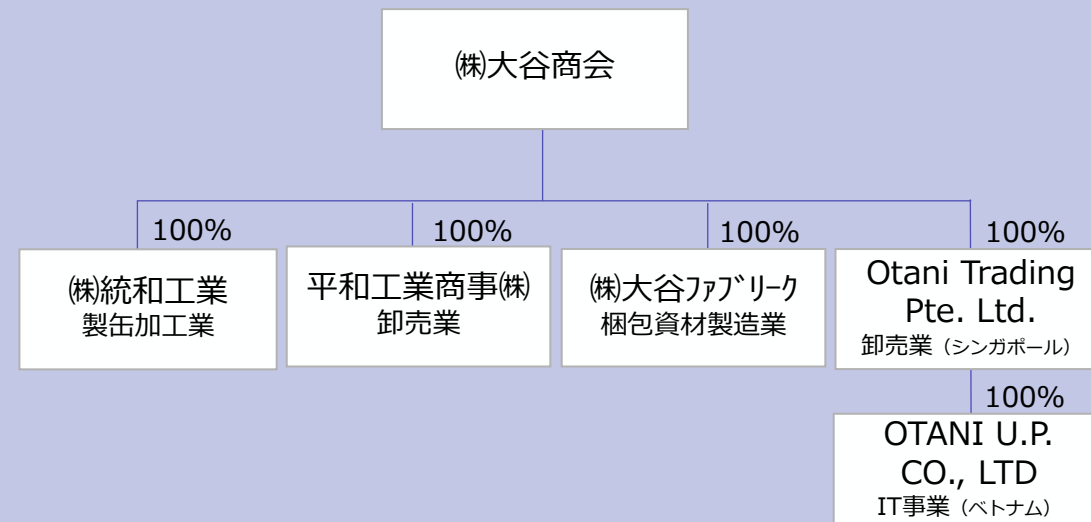 ㈱大谷商会
100%
100%
100%
100%
㈱統和工業
製缶加工業
平和工業商事㈱
卸売業
㈱大谷ﾌｧﾌﾞﾘｰｸ
梱包資材製造業
Otani Trading
Pte. Ltd.
卸売業（シンガポール）
100%
OTANI U.P.
CO., LTD
IT事業（ベトナム）